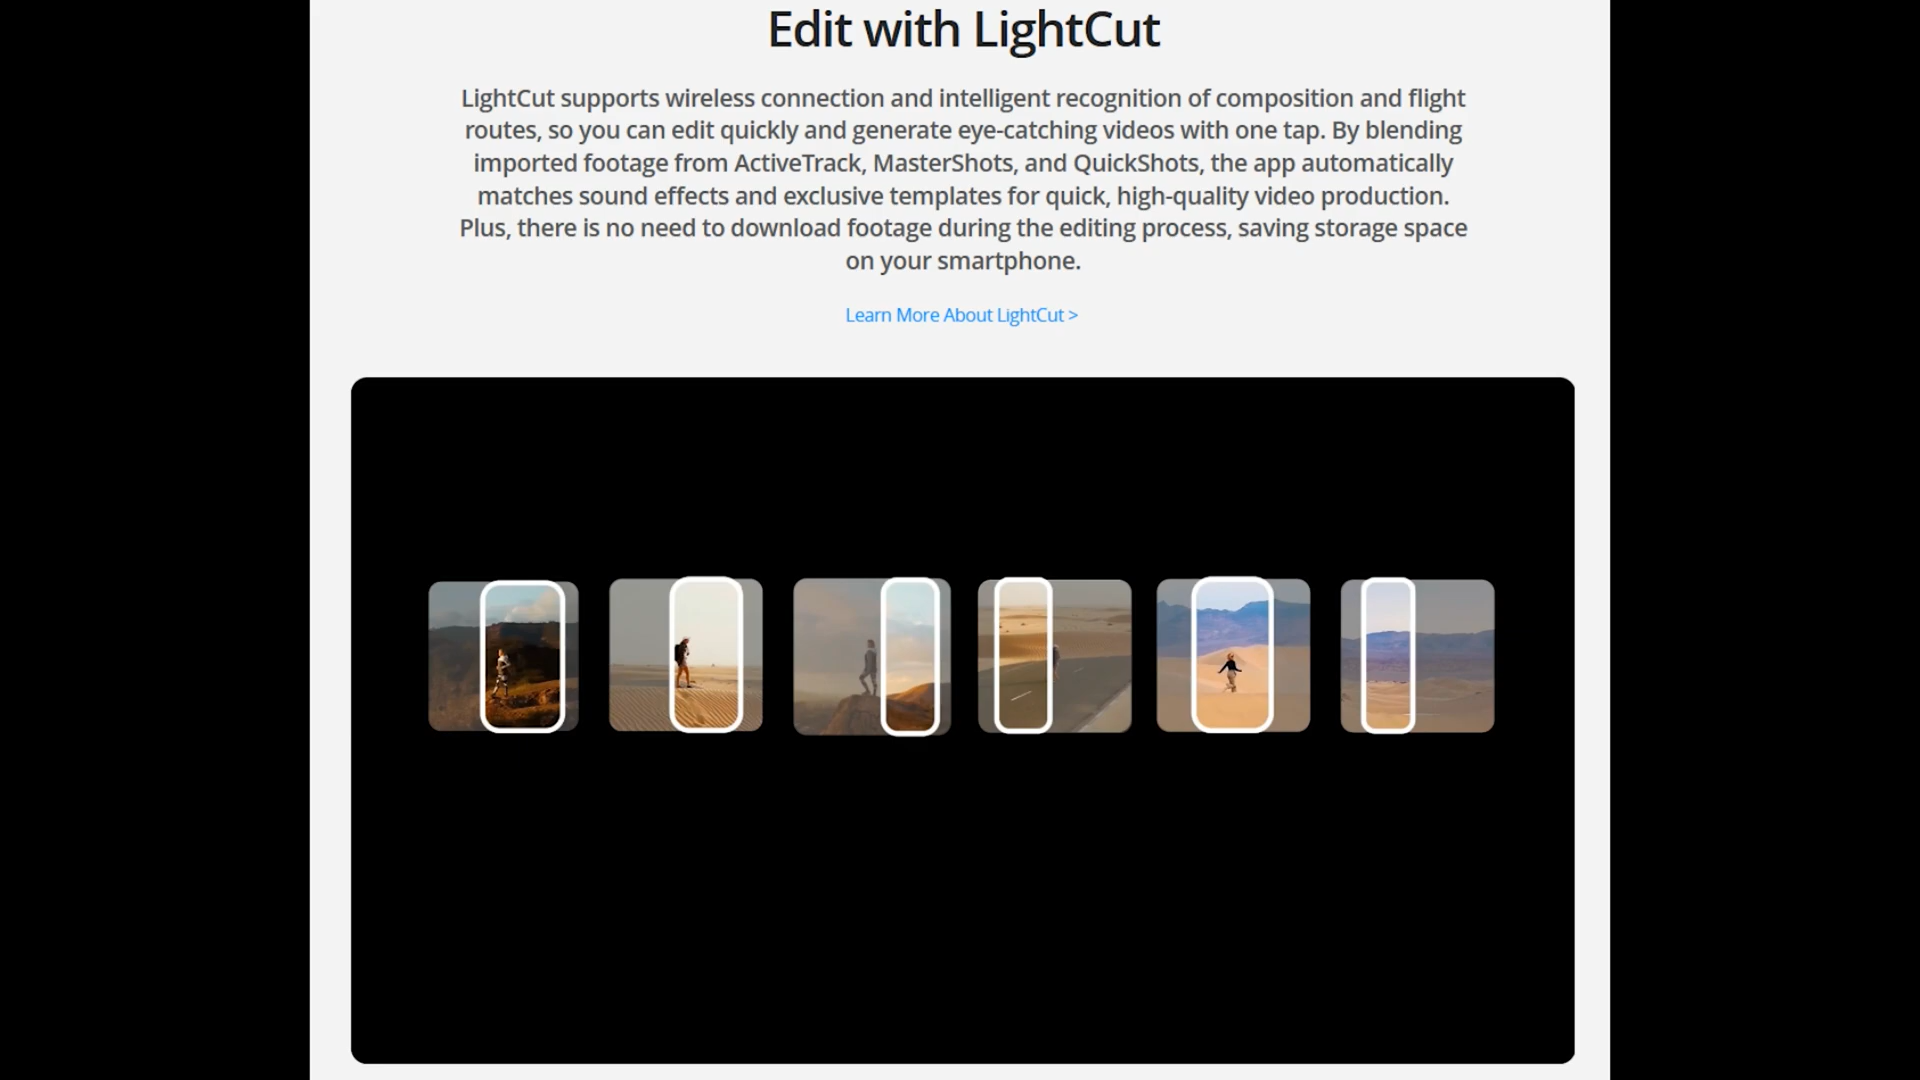 Edit with LightCut
LightCut supports wireless connection and intelligent recognition of composition and flight
routes, so you can edit quickly and generate eye-catching videos with one tap. By blending
imported footage from ActiveTrack, MasterShots, and QuickShots, the app automatically
matches sound effects and exclusive templates for quick, high-quality video production.
Plus, there is no need to download footage during the editing process, saving storage space
on your smartphone.
Learn More About LightCut >